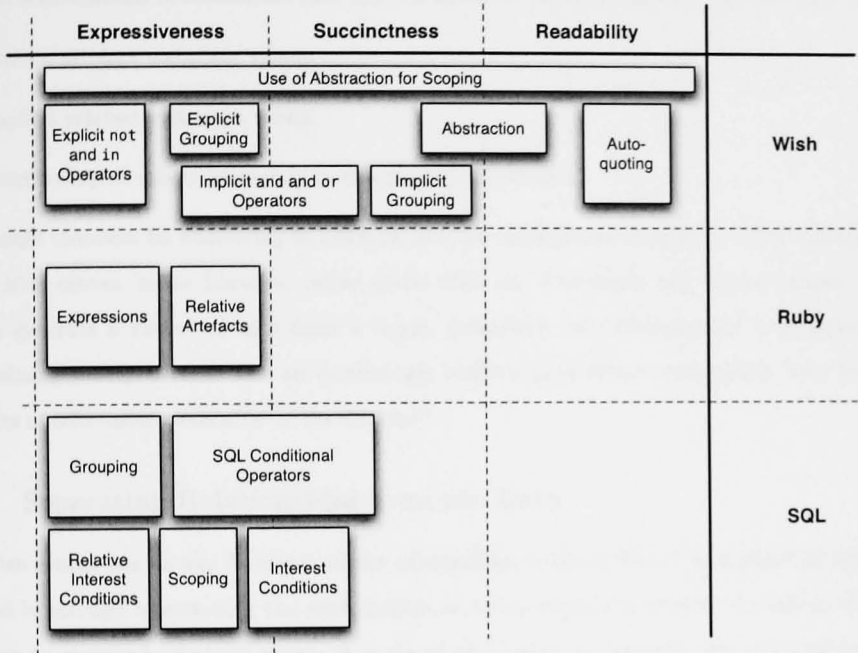 Expressiveness Succinctness Readability
Use of Abstraction for Scoping
Explicit not
and in
Operators
Explicit
Grouping
Abstraction
Auto-
quoting
Wish
Implicit and and or
Operators
Implicit
Grouping
Expressions
Relative
Artefacts
Ruby
Grouping
SQL Conditional
Operators
SQL
Relative
Interest
Conditions
Scoping
Interest
Conditions